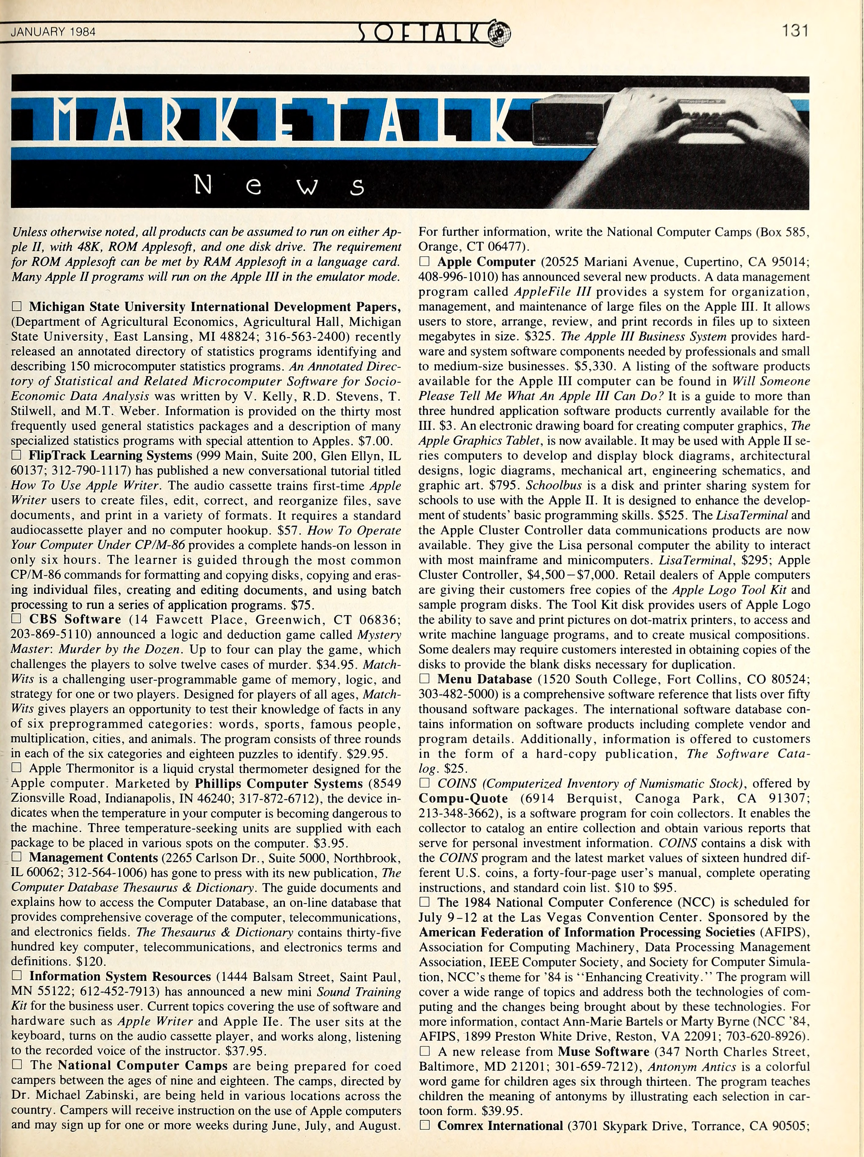 JANUARY 1984
SOFTALK
131
MARKETALK
News
Unless otherwise noted, all products can be assumed to run on either Ap-
ple II, with 48K, ROM Applesoft, and one disk drive. The requirement
for ROM Applesoft can be met by RAM Applesoft in a language card.
Many Apple II programs will run on the Apple III in the emulator mode.
□ Michigan State University International Development Papers,
(Department of Agricultural Economics, Agricultural Hall, Michigan
State University, East Lansing, MI 48824; 316-563-2400) recently
released an annotated directory of statistics programs identifying and
describing 150 microcomputer statistics programs. An Annotated Direc-
tory of Statistical and Related Microcomputer Software for Socio-
Economic Data Analysis was written by V. Kelly, R.D. Stevens, T.
Stilwell, and M.T. Weber. Information is provided on the thirty most
frequently used general statistics packages and a description of many
specialized statistics programs with special attention to Apples. $7.00.
□ FlipTrack Learning Systems (999 Main, Suite 200, Glen Ellyn, IL
60137; 312-790-1117) has published a new conversational tutorial titled
How To Use Apple Writer. The audio cassette trains first-time Apple
Writer users to create files, edit, correct, and reorganize files, save
documents, and print in a variety of formats. It requires a standard
audiocassette player and no computer hookup. $57. How To Operate
Your Computer Under CP/M-86 provides a complete hands-on lesson in
only six hours. The learner is guided through the most common
CP/M-86 commands for formatting and copying disks, copying and eras-
ing individual files, creating and editing documents, and using batch
processing to run a series of application programs. $75.
□ CBS Software (14 Fawcett Place, Greenwich, CT 06836;
203-869-5110) announced a logic and deduction game called Mystery
Master: Murder by the Dozen. Up to four can play the game, which
challenges the players to solve twelve cases of murder. $34.95. Match-
Wits is a challenging user-programmable game of memory, logic, and
strategy for one or two players. Designed for players of all ages, Match-
Wits gives players an opportunity to test their knowledge of facts in any
of six preprogrammed categories: words, sports, famous people,
multiplication, cities, and animals. The program consists of three rounds
in each of the six categories and eighteen puzzles to identify. $29.95.
□ Apple Thermonitor is a liquid crystal thermometer designed for the
Apple computer. Marketed by Phillips Computer Systems (8549
Zionsville Road, Indianapolis, IN 46240; 317-872-6712), the device in-
dicates when the temperature in your computer is becoming dangerous to
the machine. Three temperature-seeking units are supplied with each
package to be placed in various spots on the computer. $3.95.
□ Management Contents (2265 Carlson Dr., Suite 5000, Northbrook,
IL 60062; 312-564-1006) has gone to press with its new publication, The
Computer Database Thesaurus & Dictionary. The guide documents and
explains how to access the Computer Database, an on-line database that
provides comprehensive coverage of the computer, telecommunications,
and electronics fields. The Thesaurus & Dictionary contains thirty-five
hundred key computer, telecommunications, and electronics terms and
definitions. $120.
□ Information System Resources (1444 Balsam Street, Saint Paul,
MN 55122; 612-452-7913) has announced a new mini Sound Training
Kit for the business user. Current topics covering the use of software and
hardware such as Apple Writer and Apple IIe. The user sits at the
keyboard, turns on the audio cassette player, and works along, listening
to the recorded voice of the instructor. $37.95.
□ The National Computer Camps are being prepared for coed
campers between the ages of nine and eighteen. The camps, directed by
Dr. Michael Zabinski, are being held in various locations across the
country. Campers will receive instruction on the use of Apple computers
and may sign up for one or more weeks during June, July, and August.
For further information, write the National Computer Camps (Box 585,
Orange, CT 06477).
□ Apple Computer (20525 Mariani Avenue, Cupertino, CA 95014;
408-996-1010) has announced several new products. A data management
program called AppleFile III provides a system for organization,
management, and maintenance of large files on the Apple III. It allows
users to store, arrange, review, and print records in files up to sixteen
megabytes in size. $325. The Apple III Business System provides hard-
ware and system software components needed by professionals and small
to medium-size businesses. $5,330. A listing of the software products
available for the Apple III computer can be found in Will Someone
Please Tell Me What An Apple III Can Do? It is a guide to more than
three hundred application software products currently available for the
III. $3. An electronic drawing board for creating computer graphics, The
Apple Graphics Tablet, is now available. It may be used with Apple II se-
ries computers to develop and display block diagrams, architectural
designs, logic diagrams, mechanical art, engineering schematics, and
graphic art. $795. Schoolbus is a disk and printer sharing system for
schools to use with the Apple II. It is designed to enhance the develop-
ment of students' basic programming skills. $525. The LisaTerminal and
the Apple Cluster Controller data communications products are now
available. They give the Lisa personal computer the ability to interact
with most mainframe and minicomputers. LisaTerminal, $295; Apple
Cluster Controller, $4,500–$7,000. Retail dealers of Apple computers
are giving their customers free copies of the Apple Logo Tool Kit and
sample program disks. The Tool Kit disk provides users of Apple Logo
the ability to save and print pictures on dot-matrix printers, to access and
write machine language programs, and to create musical compositions.
Some dealers may require customers interested in obtaining copies of the
disks to provide the blank disks necessary for duplication.
□ Menu Database (1520 South College, Fort Collins, CO 80524;
303-482-5000) is a comprehensive software reference that lists over fifty
thousand software packages. The international software database con-
tains information on software products including complete vendor and
program details. Additionally, information is offered to customers
in the form of a hard-copy publication, The Software Cata-
log. $25.
□ COINS (Computerized Inventory of Numismatic Stock), offered by
Compu-Quote (6914 Berquist, Canoga Park, CA 91307;
213-348-3662), is a software program for coin collectors. It enables the
collector to catalog an entire collection and obtain various reports that
serve for personal investment information. COINS contains a disk with
the COINS program and the latest market values of sixteen hundred dif-
ferent U.S. coins, a forty-four-page user's manual, complete operating
instructions, and standard coin list. $10 to $95.
□ The 1984 National Computer Conference (NCC) is scheduled for
July 9–12 at the Las Vegas Convention Center. Sponsored by the
American Federation of Information Processing Societies (AFIPS),
Association for Computing Machinery, Data Processing Management
Association, IEEE Computer Society, and Society for Computer Simula-
tion, NCC's theme for '84 is "Enhancing Creativity." The program will
cover a wide range of topics and address both the technologies of com-
puting and the changes being brought about by these technologies. For
more information, contact Ann-Marie Bartels or Marty Byrne (NCC '84,
AFIPS, 1899 Preston White Drive, Reston, VA 22091; 703-620-8926).
□ A new release from Muse Software (347 North Charles Street,
Baltimore, MD 21201; 301-659-7212), Antonym Antics is a colorful
word game for children ages six through thirteen. The program teaches
children the meaning of antonyms by illustrating each selection in car-
toon form. $39.95.
□ Comrex International (3701 Skypark Drive, Torrance, CA 90505;